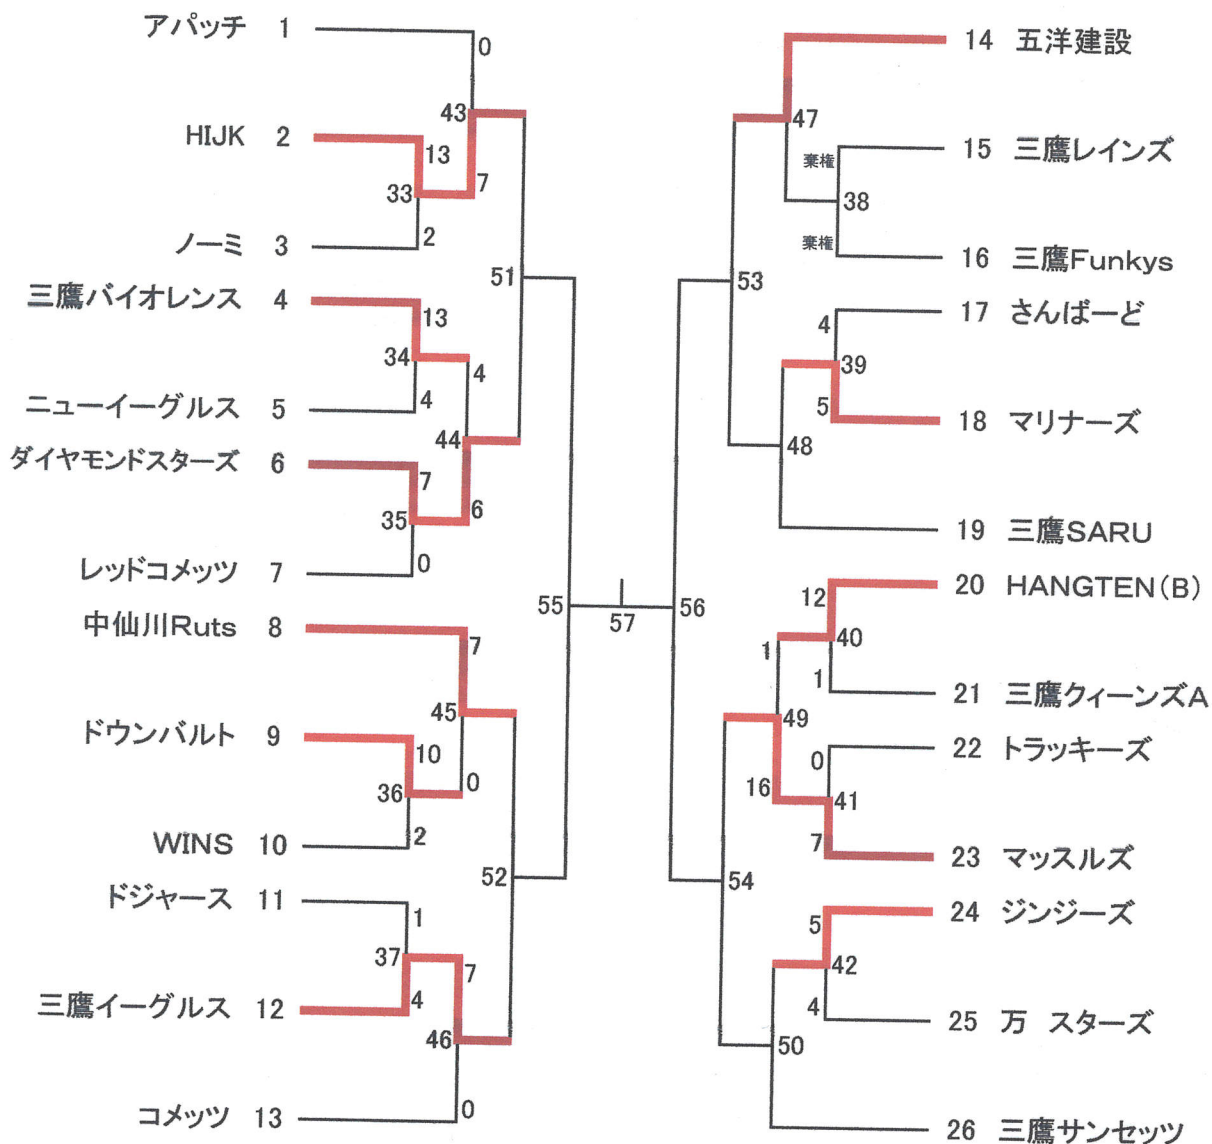 アパッチ 1
0
43
HIJK 2
13
33
7
2
ノーミ 3
三鷹バイオレンス 4
13
51
34
4
4
ニューイーグルス 5
44
ダイヤモンドスターズ 6
7
35
6
0
レッドコメッツ 7
55
中仙川Ruts 8
7
45
ドウンバルト 9
10
36
0
2
WINS 10
52
ドジャース 11
1
37
7
4
三鷹イーグルス 12
46
0
コメッツ 13
57
14 五洋建設
47
15 三鷹レインズ
棄権
38
棄権
16 三鷹Funkys
53
17 さんばーど
4
39
5
18 マリナーズ
48
19 三鷹SARU
56
20 HANGTEN(B)
12
40
1
1
21 三鷹クィーンズA
49
22 トラッキーズ
0
16
41
7
23 マッスルズ
54
24 ジンジーズ
5
42
4
25 万 スターズ
50
26 三鷹サンセッツ